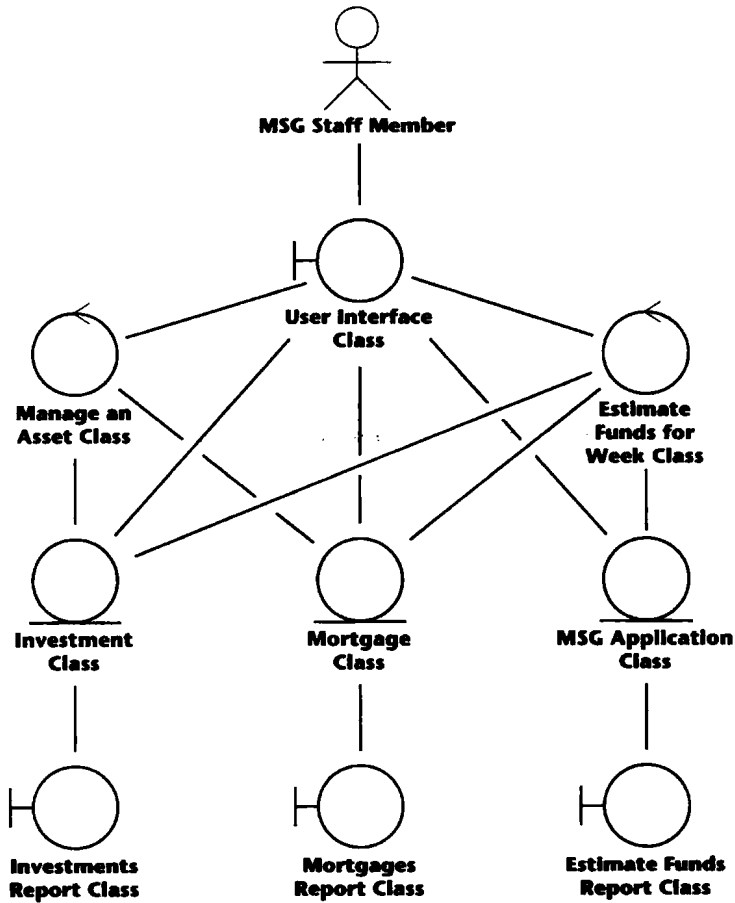 MSG Staff Member
User Interface
Class
Manage an
Asset Class
Estimate
Funds for
Week Class
Investment
Class
Mortgage
Class
MSG Application
Class
Investments
Report Class
Mortgages
Report Class
Estimate Funds
Report Class